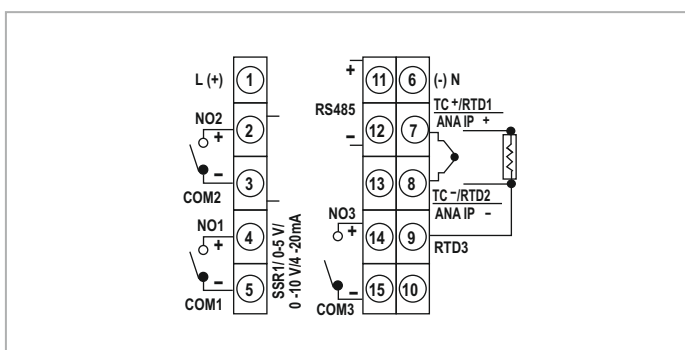 L (+)
1
NO2
+
2
-
3
COM2
NO1
+
4
-
5
COM1
SSR1/ 0-5 V/
0 -10 V/4 -20mA
+
11
6
(-) N
RS485
TC +/RTD1
ANA IP +
-
12
7
13
8
TC -/RTD2
ANA IP -
NO3
+
14
9
RTD3
-
15
10
COM3